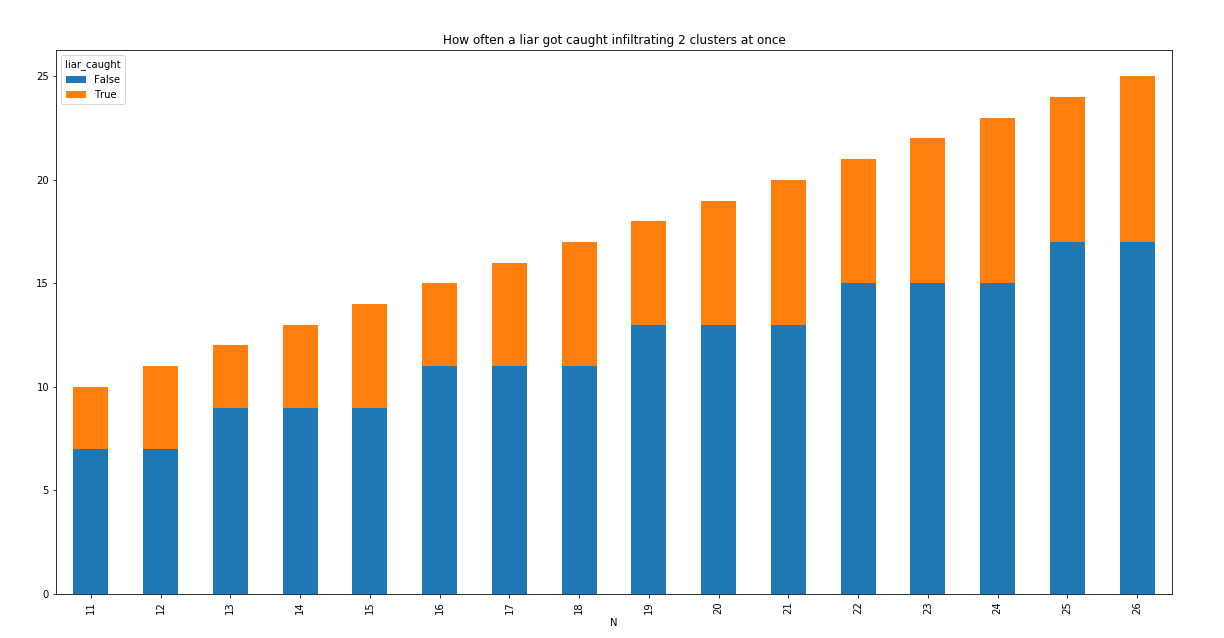 How often a liar got caught infiltrating 2 clusters at once
liar_caught
False
True
25
20
15
10
5
0
11 12 13 14 15 16 17 18 19 20 21 22 23 24 25 26
N